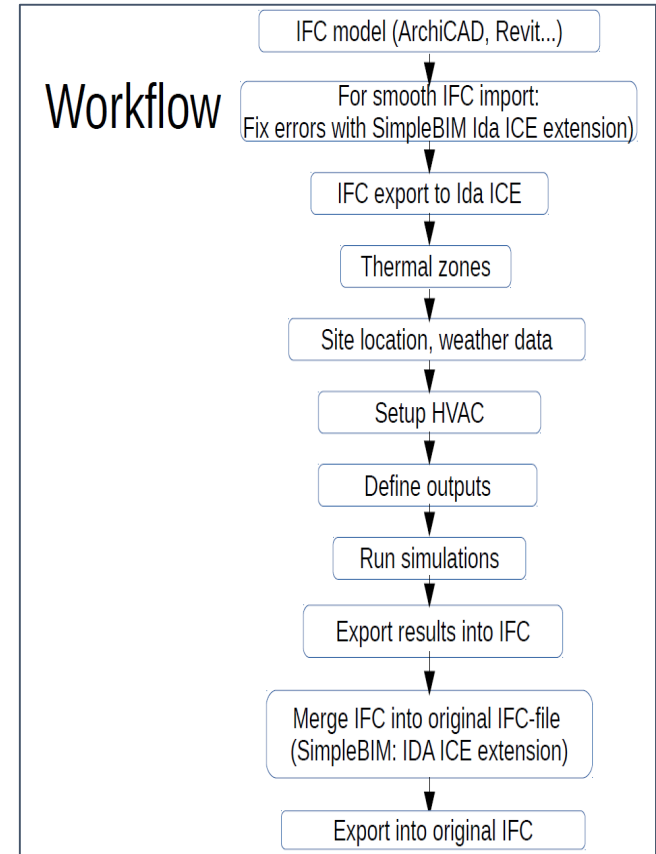 IFC model (ArchiCAD, Revit...)
Workflow
For smooth IFC import:
Fix errors with SimpleBIM Ida ICE extension)
IFC export to Ida ICE
Thermal zones
Site location, weather data
Setup HVAC
Define outputs
Run simulations
Export results into IFC
Merge IFC into original IFC-file
(SimpleBIM: IDA ICE extension)
Export into original IFC